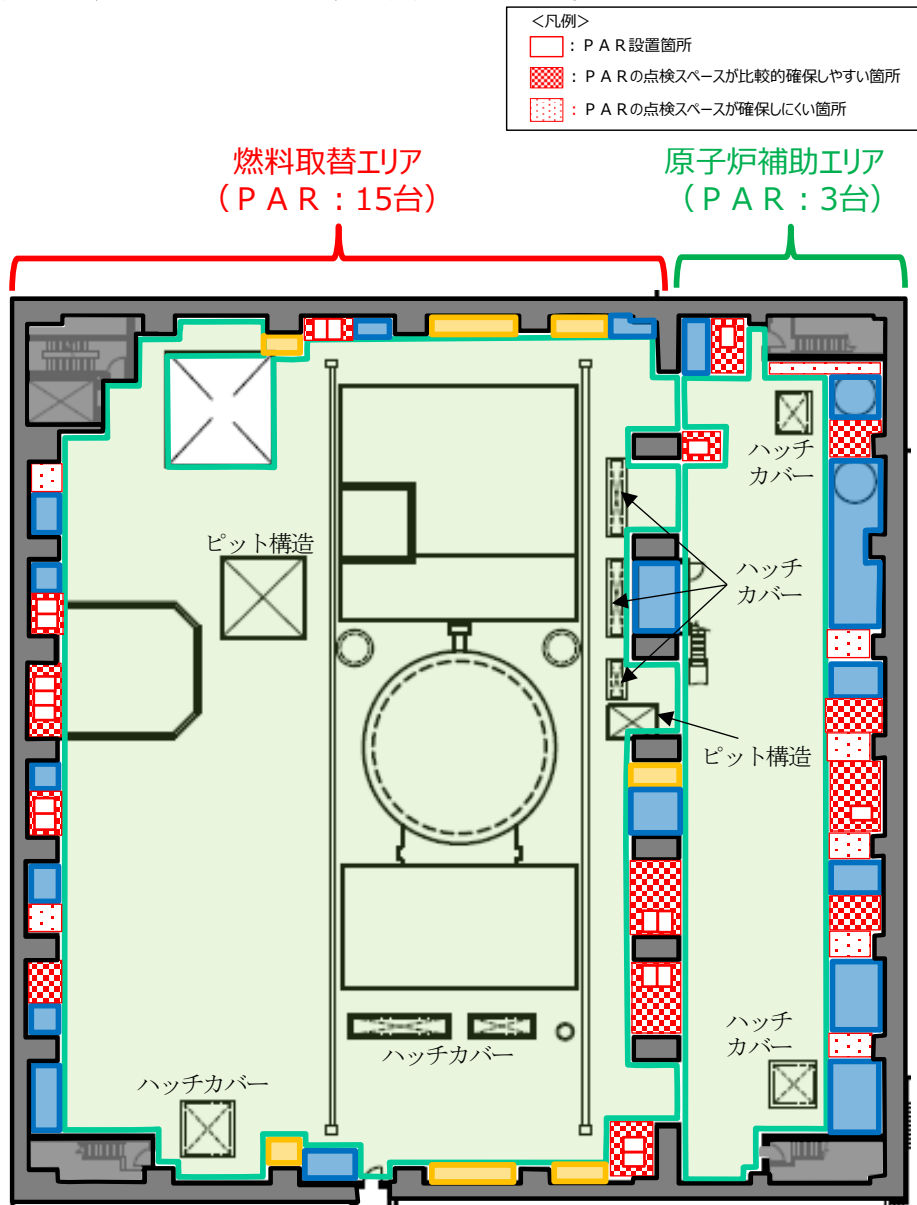 <凡例>
:PAR設置箇所
:PARの点検スペースが比較的確保しやすい箇所
:PARの点検スペースが確保しにくい箇所
燃料取替エリア
(PAR:15台)
原子炉補助エリア
(PAR:3台)
ハッチ
カバー
ピット構造
ハッチ
カバー
ピット構造
ハッチ
カバー
ハッチカバー
ハッチカバー